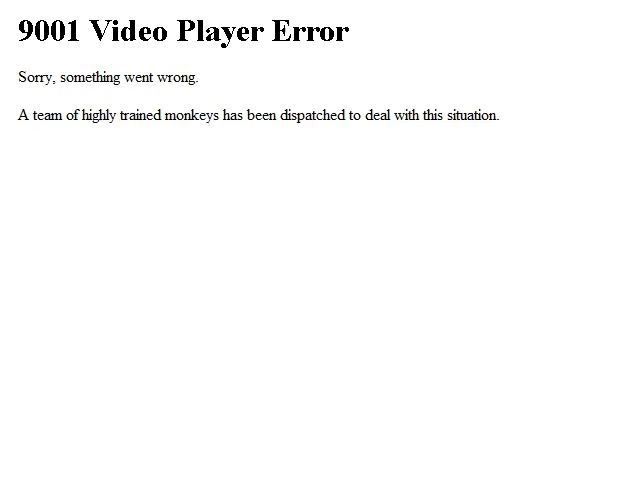 9001 Video Player Error
Sorry, something went wrong.
A team of highly trained monkeys has been dispatched to deal with this situation.